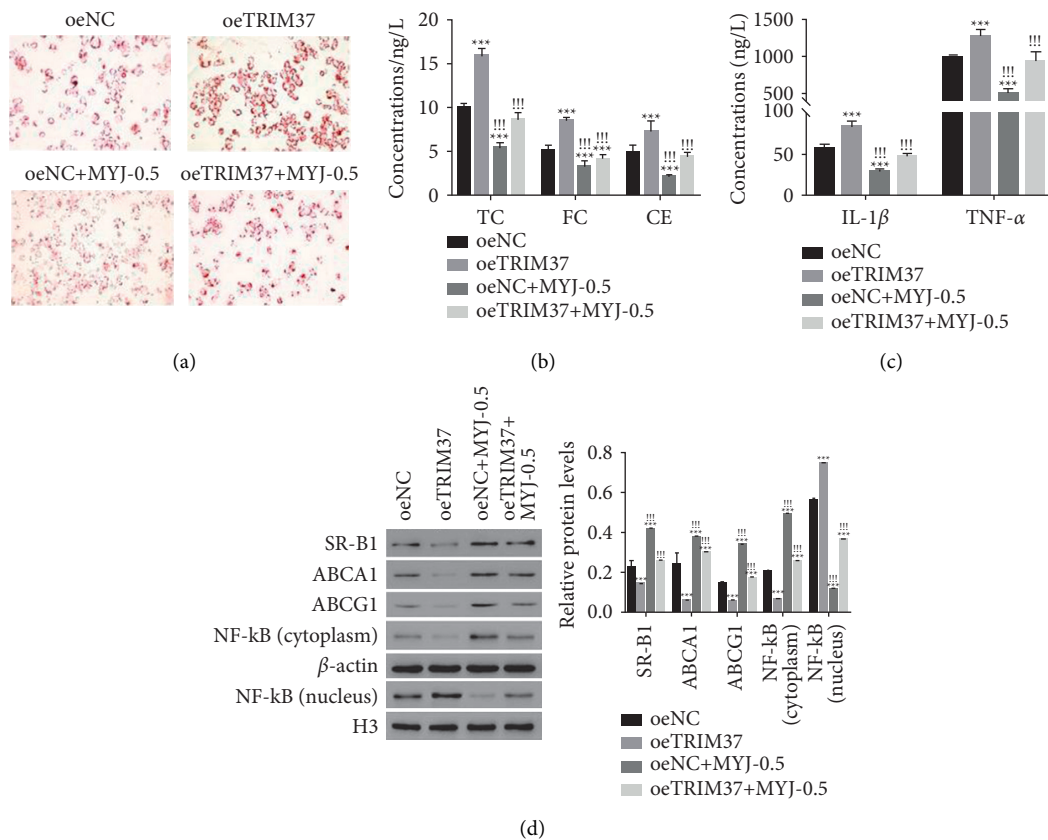 oeNC
oeTRIM37
oeNC+MYJ-0.5
oeTRIM37+MYJ-0.5
(a)
Concentrations/ng/L
20
15
10
5
0
***
!!!
***
!!!
***
!!!
***
!!!
***
***
!!!
***
!!!
TC
FC
CE
oeNC
oeTRIM37
oeNC+MYJ-0.5
oeTRIM37+MYJ-0.5
(b)
Concentrations (ng/L)
1500
1000
500
100
50
0
***
!!!
***
!!!
***
!!!
***
!!!
IL-1β
TNF-α
oeNC
oeTRIM37
oeNC+MYJ-0.5
oeTRIM37+MYJ-0.5
(c)
oeNC
oeTRIM37
oeNC+MYJ-0.5
oeTRIM37+
MYJ-0.5
SR-B1
ABCA1
ABCG1
NF-kB (cytoplasm)
β-actin
NF-kB (nucleus)
H3
Relative protein levels
0.8
0.6
0.4
0.2
0.0
***
!!!
***
!!!
***
!!!
***
!!!
***
***
!!!
***
!!!
***
***
!!!
***
!!!
***
***
!!!
***
!!!
SR-B1
ABCA1
ABCG1
NF-kB
(cytoplasm)
NF-kB
(nucleus)
oeNC
oeTRIM37
oeNC+MYJ-0.5
oeTRIM37+MYJ-0.5
(d)